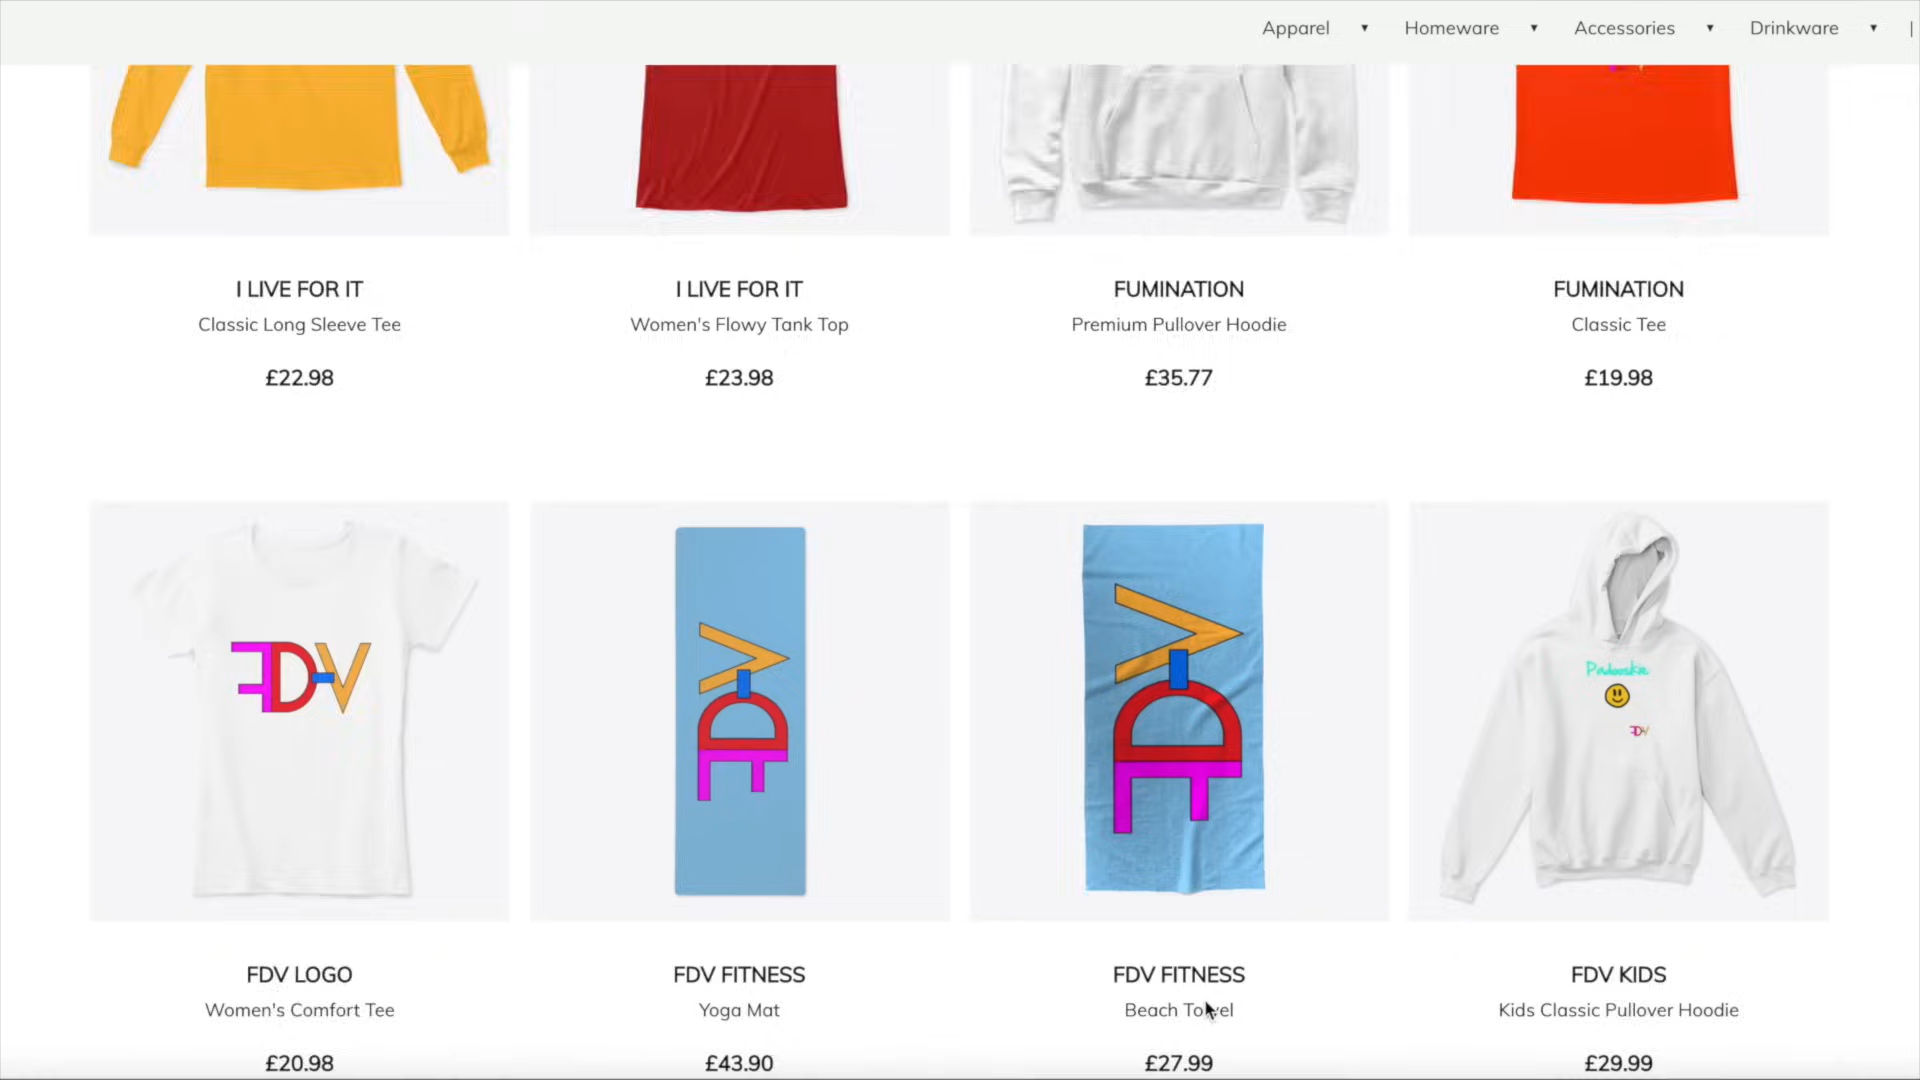 Apparel ▼ Homeware ▼ Accessories ▼ Drinkware ▼ |
I LIVE FOR IT
Classic Long Sleeve Tee
£22.98
I LIVE FOR IT
Women's Flowy Tank Top
£23.98
FUMINATION
Premium Pullover Hoodie
£35.77
FUMINATION
Classic Tee
£19.98
FDV
FDV LOGO
Women's Comfort Tee
£20.98
FDV
FDV FITNESS
Yoga Mat
£43.90
FDV
FDV FITNESS
Beach Towel
£27.99
FDV
FDV KIDS
Kids Classic Pullover Hoodie
£29.99